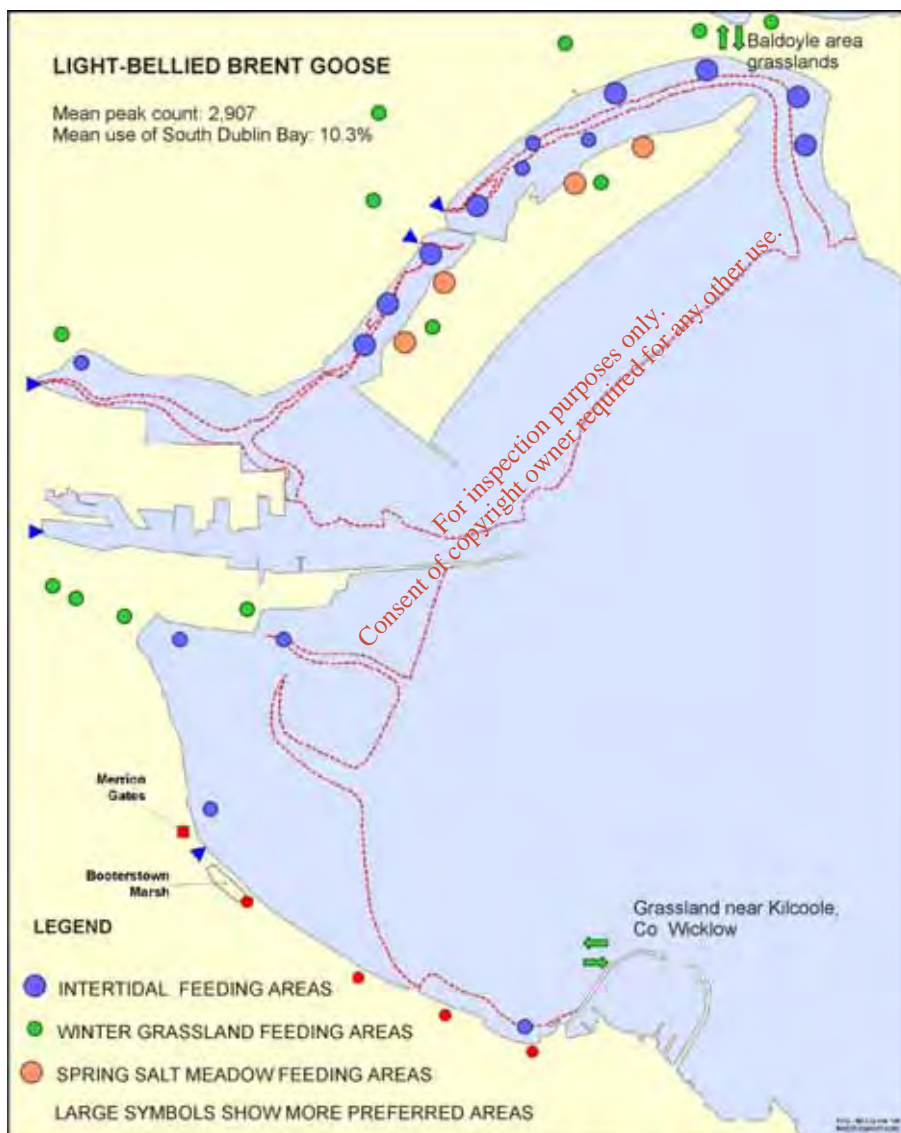 LIGHT-BELLIED BRENT GOOSE
Mean peak count: 2,907
Mean use of South Dublin Bay: 10.3%
Baldoyle area
grasslands
For inspection purposes only.
Consent of copyright owner required for any other use.
Merrion
Gates
Booterstown
Marsh
Grassland near Kilcoole,
Co Wicklow
LEGEND
INTERTIDAL FEEDING AREAS
WINTER GRASSLAND FEEDING AREAS
SPRING SALT MEADOW FEEDING AREAS
LARGE SYMBOLS SHOW MORE PREFERRED AREAS